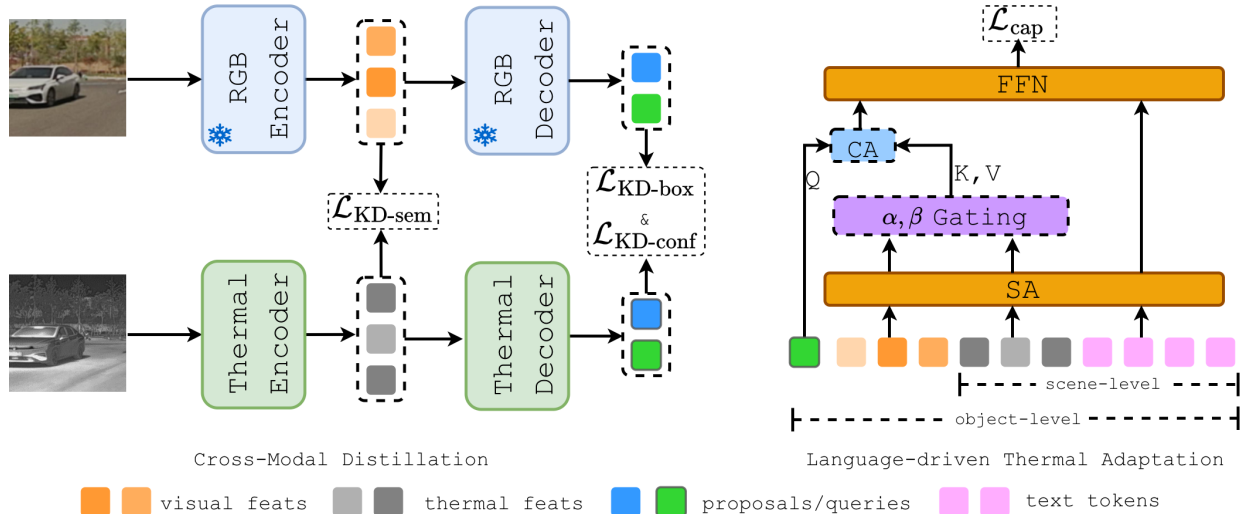 RGB
Encoder
RGB
Decoder
ℒKD-sem
ℒKD-box
&
ℒKD-conf
Thermal
Encoder
Thermal
Decoder
Cross-Modal Distillation
ℒcap
FFN
CA
Q
K,V
α,β Gating
SA
scene-level
object-level
Language-driven Thermal Adaptation
visual feats
thermal feats
proposals/queries
text tokens